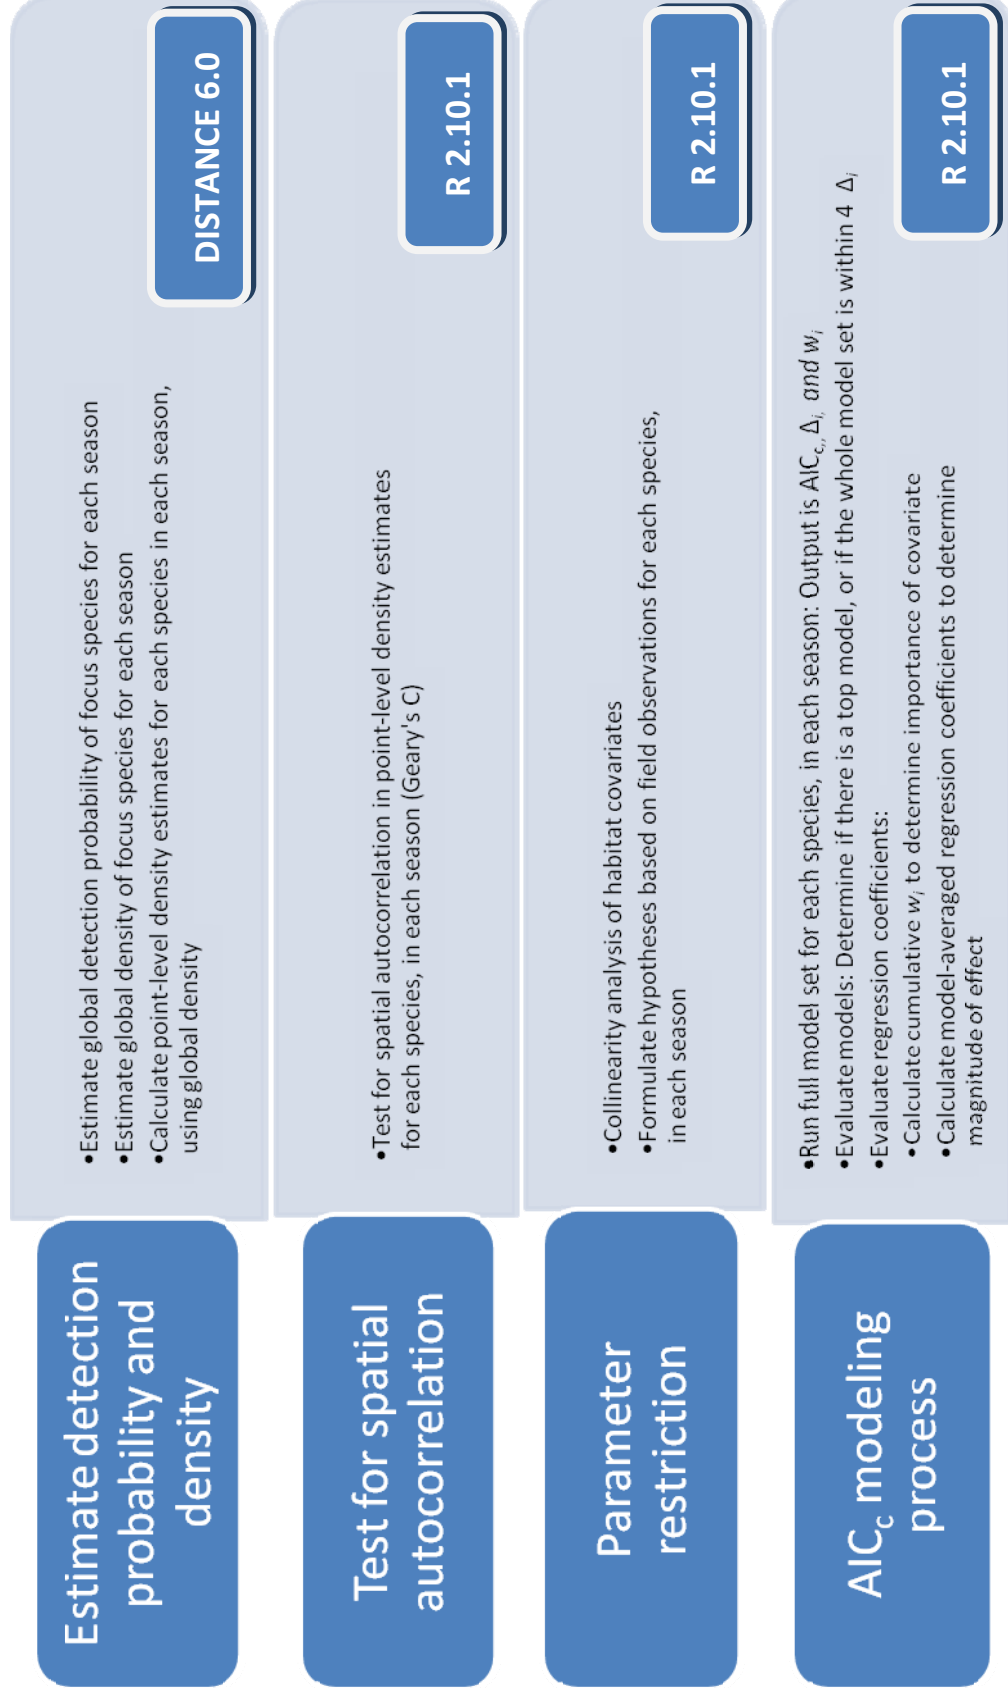 Estimate detection
probability and
density
•Estimate global detection probability of focus species for each season
•Estimate global density of focus species for each season
•Calculate point-level density estimates for each species in each season,
using global density
DISTANCE 6.0
Test for spatial
autocorrelation
•Test for spatial autocorrelation in point-level density estimates
for each species, in each season (Geary's C)
R 2.10.1
Parameter
restriction
•Collinearity analysis of habitat covariates
•Formulate hypotheses based on field observations for each species,
in each season
R 2.10.1
AICc modeling
process
•Run full model set for each species, in each season: Output is AICc,, Δi, and wi
•Evaluate models: Determine if there is a top model, or if the whole model set is within 4 Δi
•Evaluate regression coefficients:
•Calculate cumulative wi to determine importance of covariate
•Calculate model-averaged regression coefficients to determine
magnitude of effect
R 2.10.1